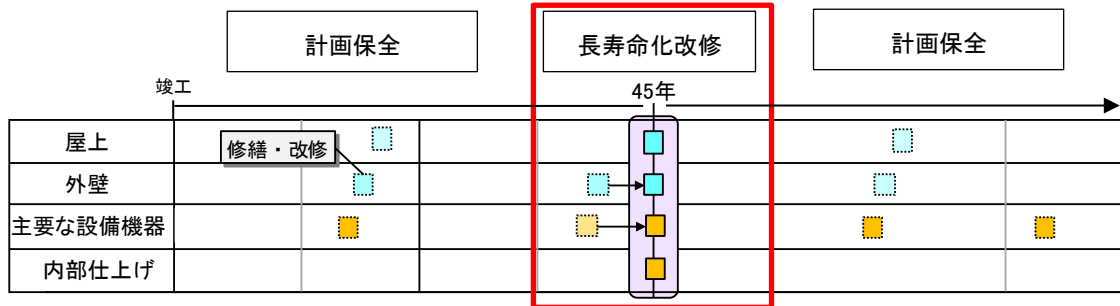 計画保全
長寿命化改修
計画保全
竣工
45年
屋上
修繕・改修
外壁
主要な設備機器
内部仕上げ